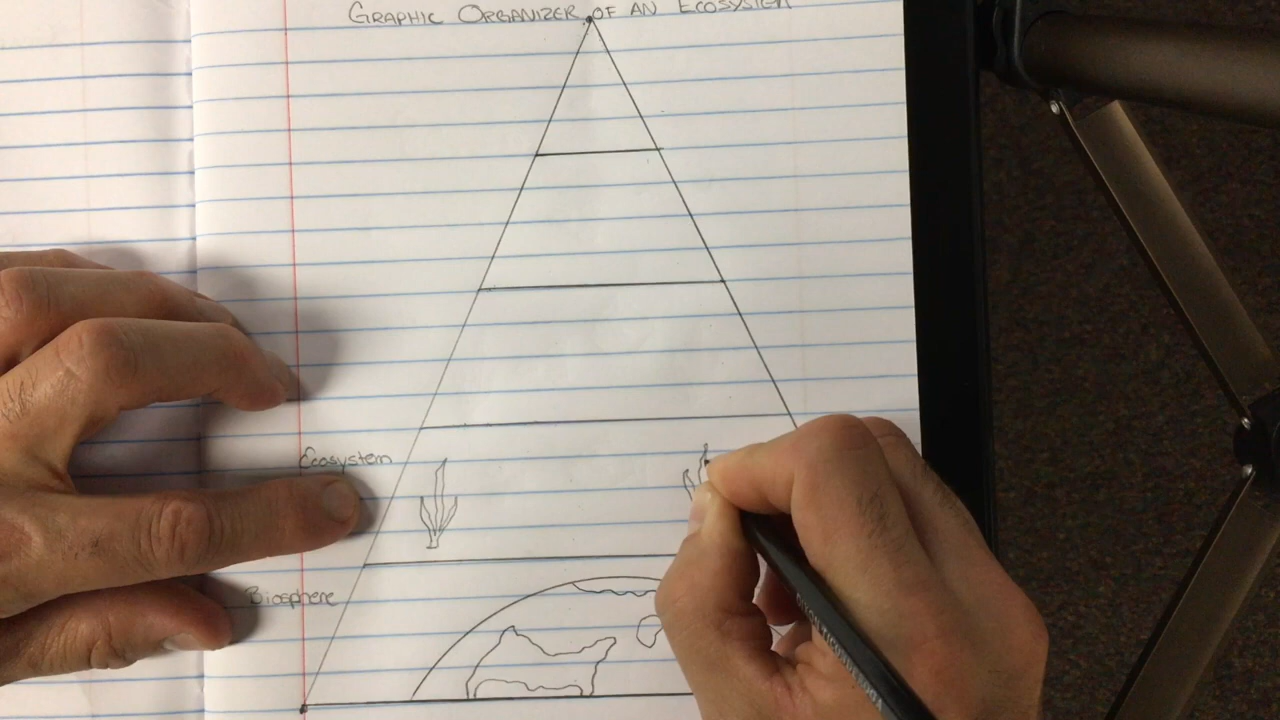 Graphic Organizer of an Ecosystem
Ecosystem
Biosphere